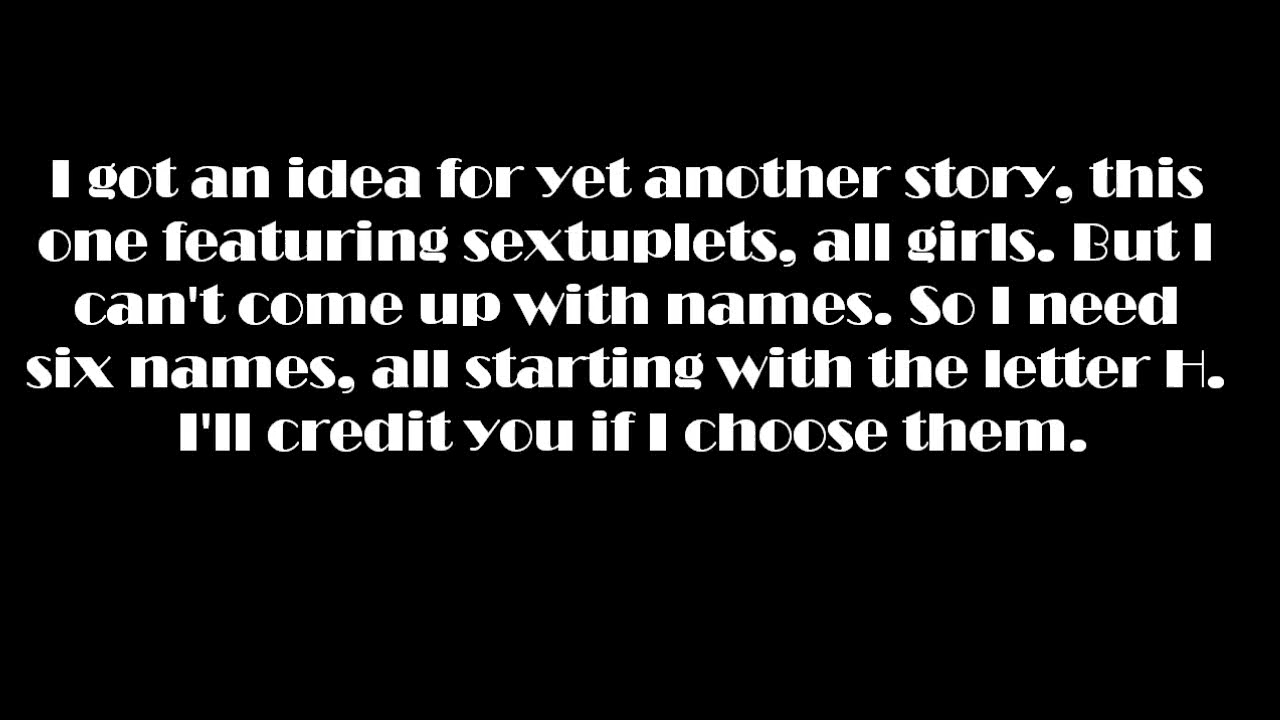 I got an idea for yet another story, this
one featuring sextuplets, all girls. But I
can't come up with names. So I need
six names, all starting with the letter H.
I'll credit you if I choose them.